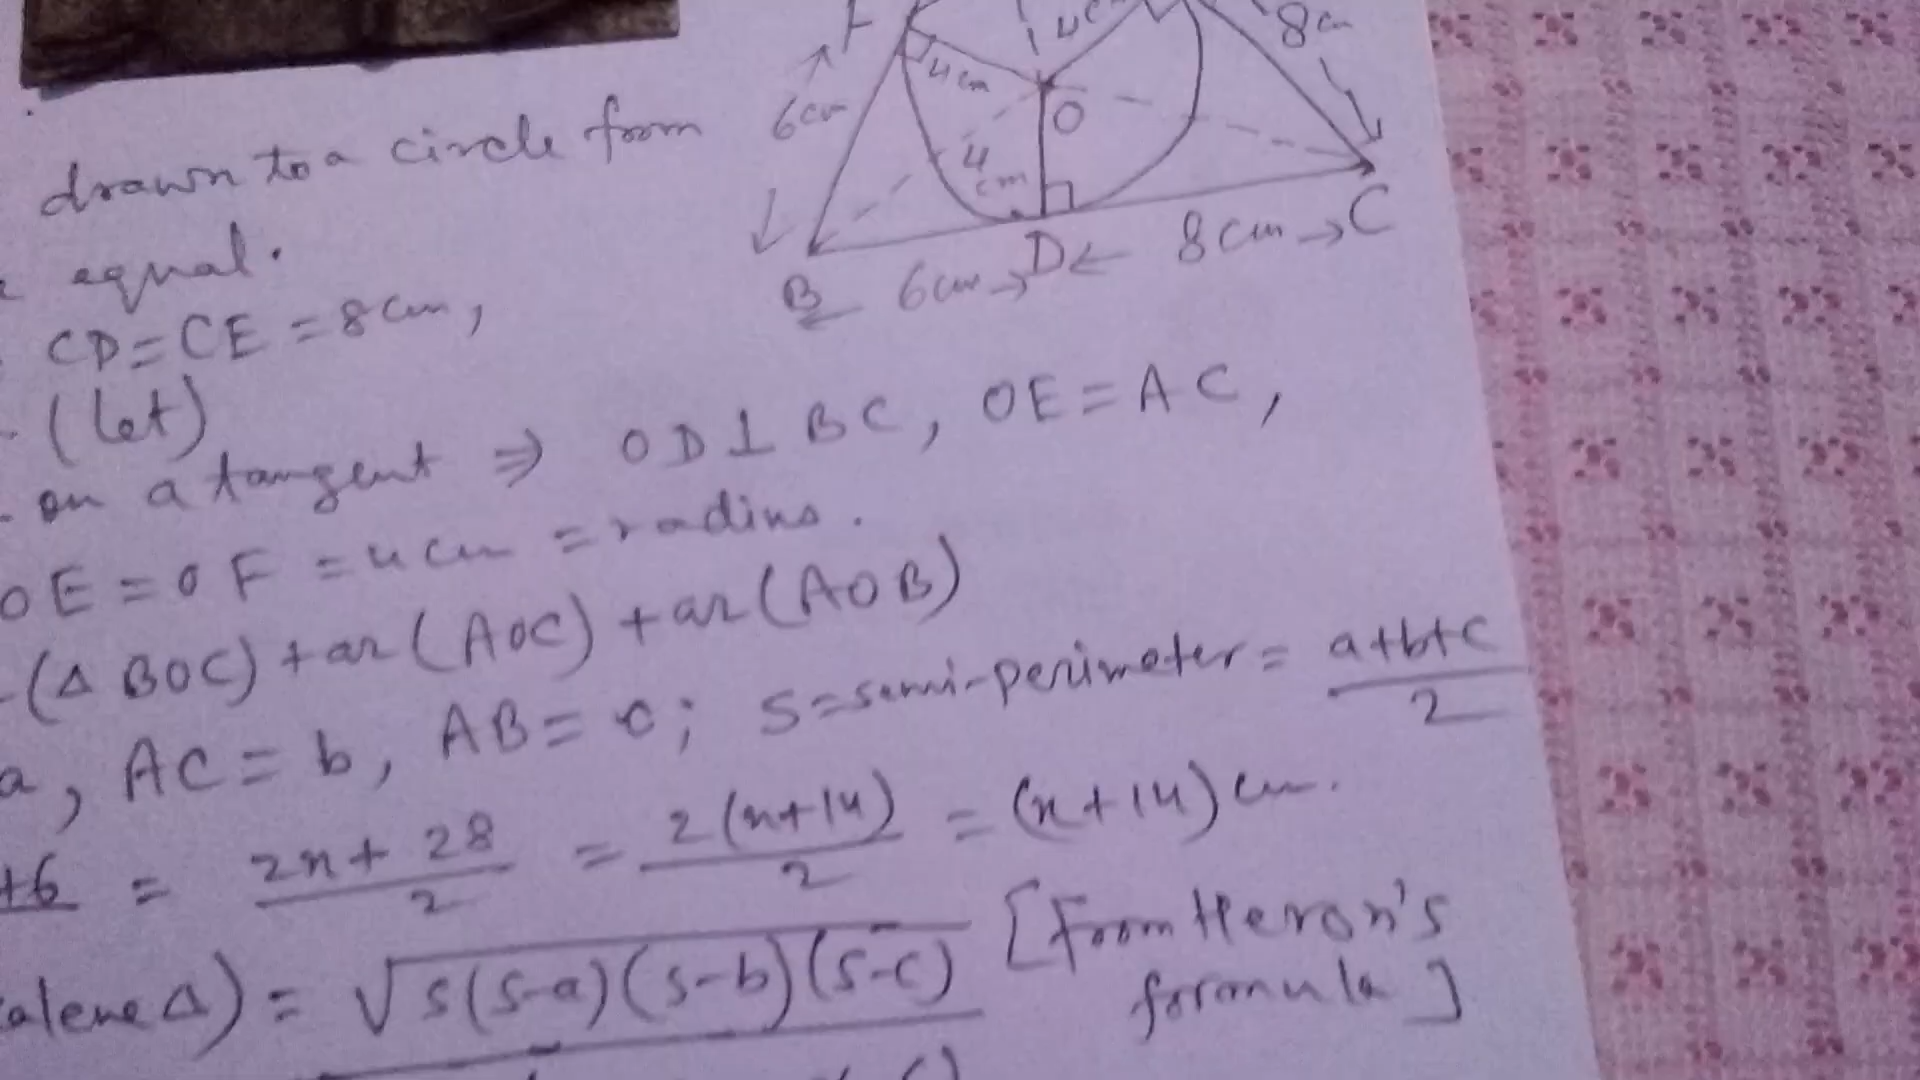 F
4cm
8cm
4cm
6cm
O
4
cm
drawn to a circle from
equal.
B 6cm → D ← 8cm → C
CD = CE = 8cm,
(let)
on a tangent ⇒ OD ⊥ BC, OE = AC,
OE = OF = 4cm = radius.
(Δ BOC) + ar (AOC) + ar (AOB)
a, AC = b, AB = c; S = semi-perimeter = a+b+c/2
+6 = 2x + 28/2 = 2(x+14)/2 = (x+14) cm.
calene Δ) = √s(s-a)(s-b)(s-c) [From Heron's
formula]